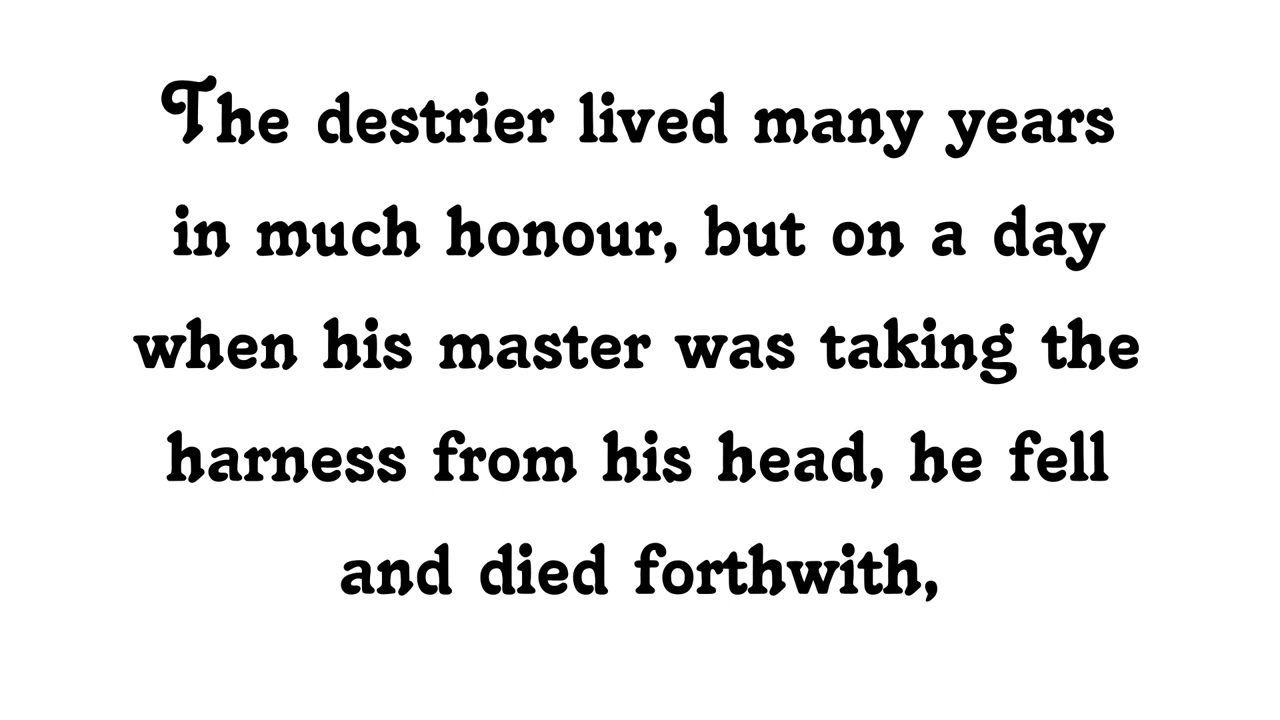 The destrier lived many years
in much honour, but on a day
when his master was taking the
harness from his head, he fell
and died forthwith,